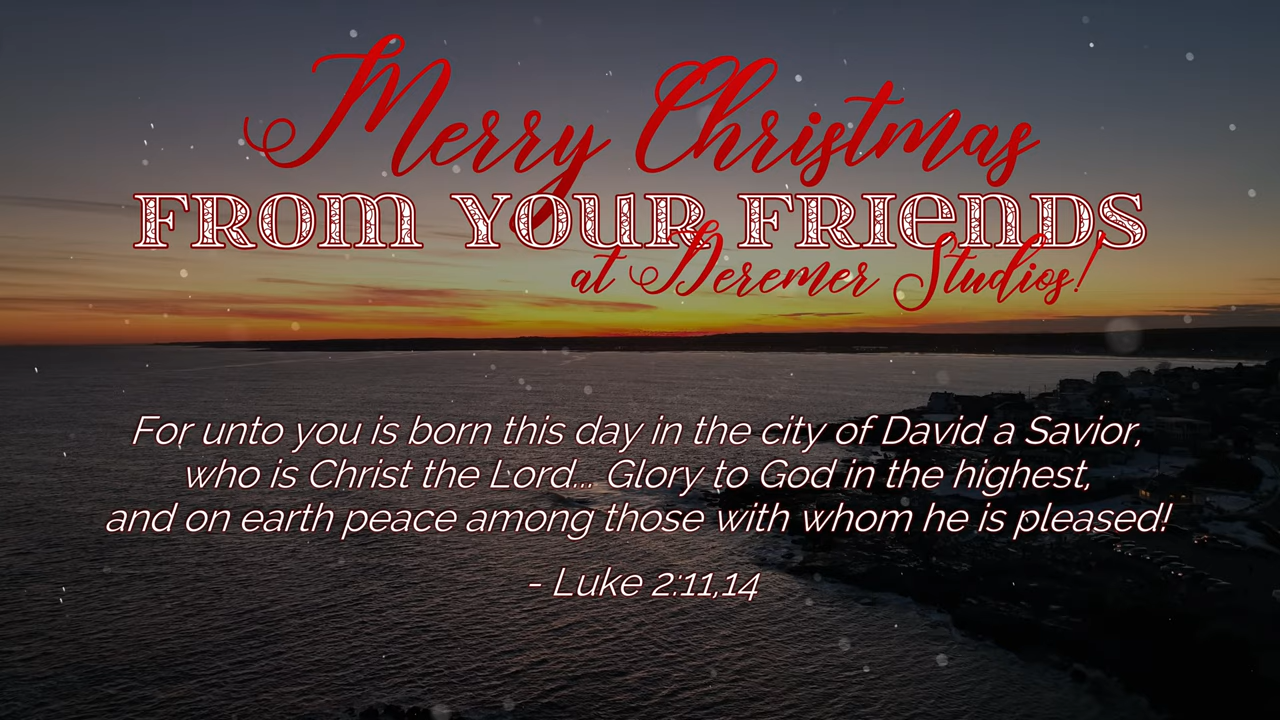 Merry Christmas
FROM YOUR FRIENDS
at Deremer Studios!
For unto you is born this day in the city of David a Savior,
who is Christ the Lord... Glory to God in the highest,
and on earth peace among those with whom he is pleased!
- Luke 2:11,14